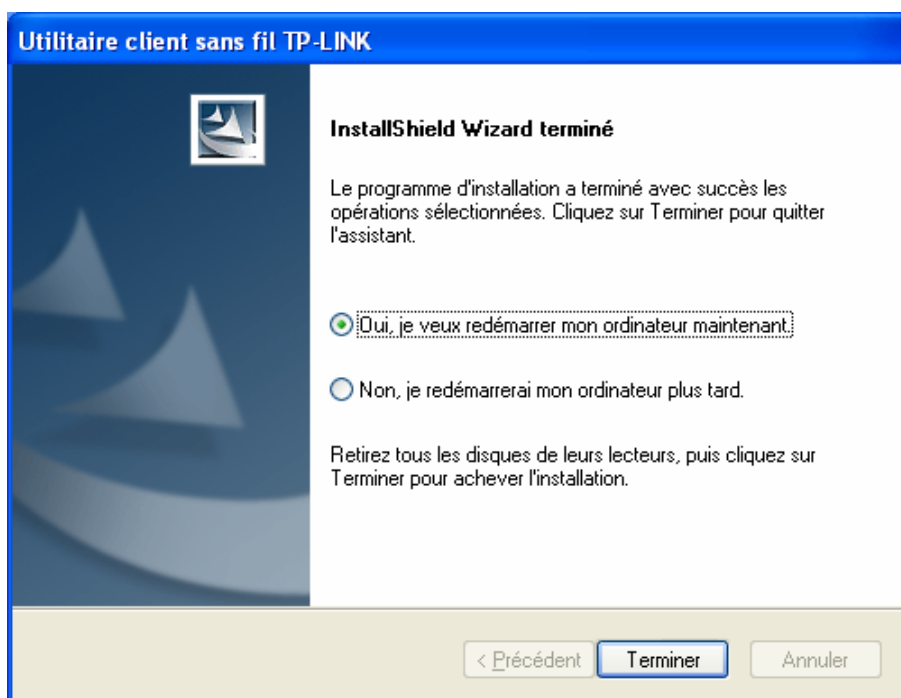 Utilitaire client sans fil TP-LINK
InstallShield Wizard terminé
Le programme d'installation a terminé avec succès les
opérations sélectionnées. Cliquez sur Terminer pour quitter
l'assistant.
Oui, je veux redémarrer mon ordinateur maintenant.
Non, je redémarrerai mon ordinateur plus tard.
Retirez tous les disques de leurs lecteurs, puis cliquez sur
Terminer pour achever l'installation.
< Précédent
Terminer
Annuler